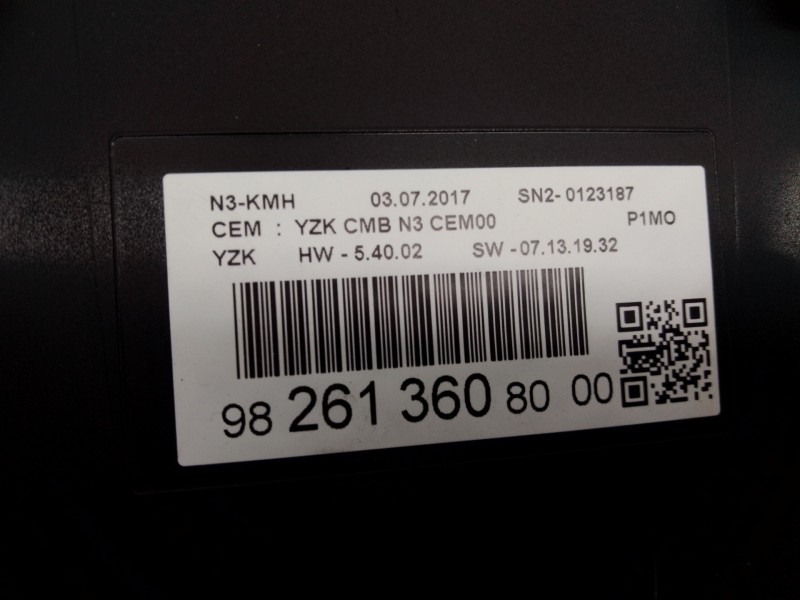 N3-KMH 03.07.2017 SN2- 0123187
CEM : YZK CMB N3 CEM00 P1MO
YZK HW - 5.40.02 SW - 07.13.19.32
98 261 360 80 00